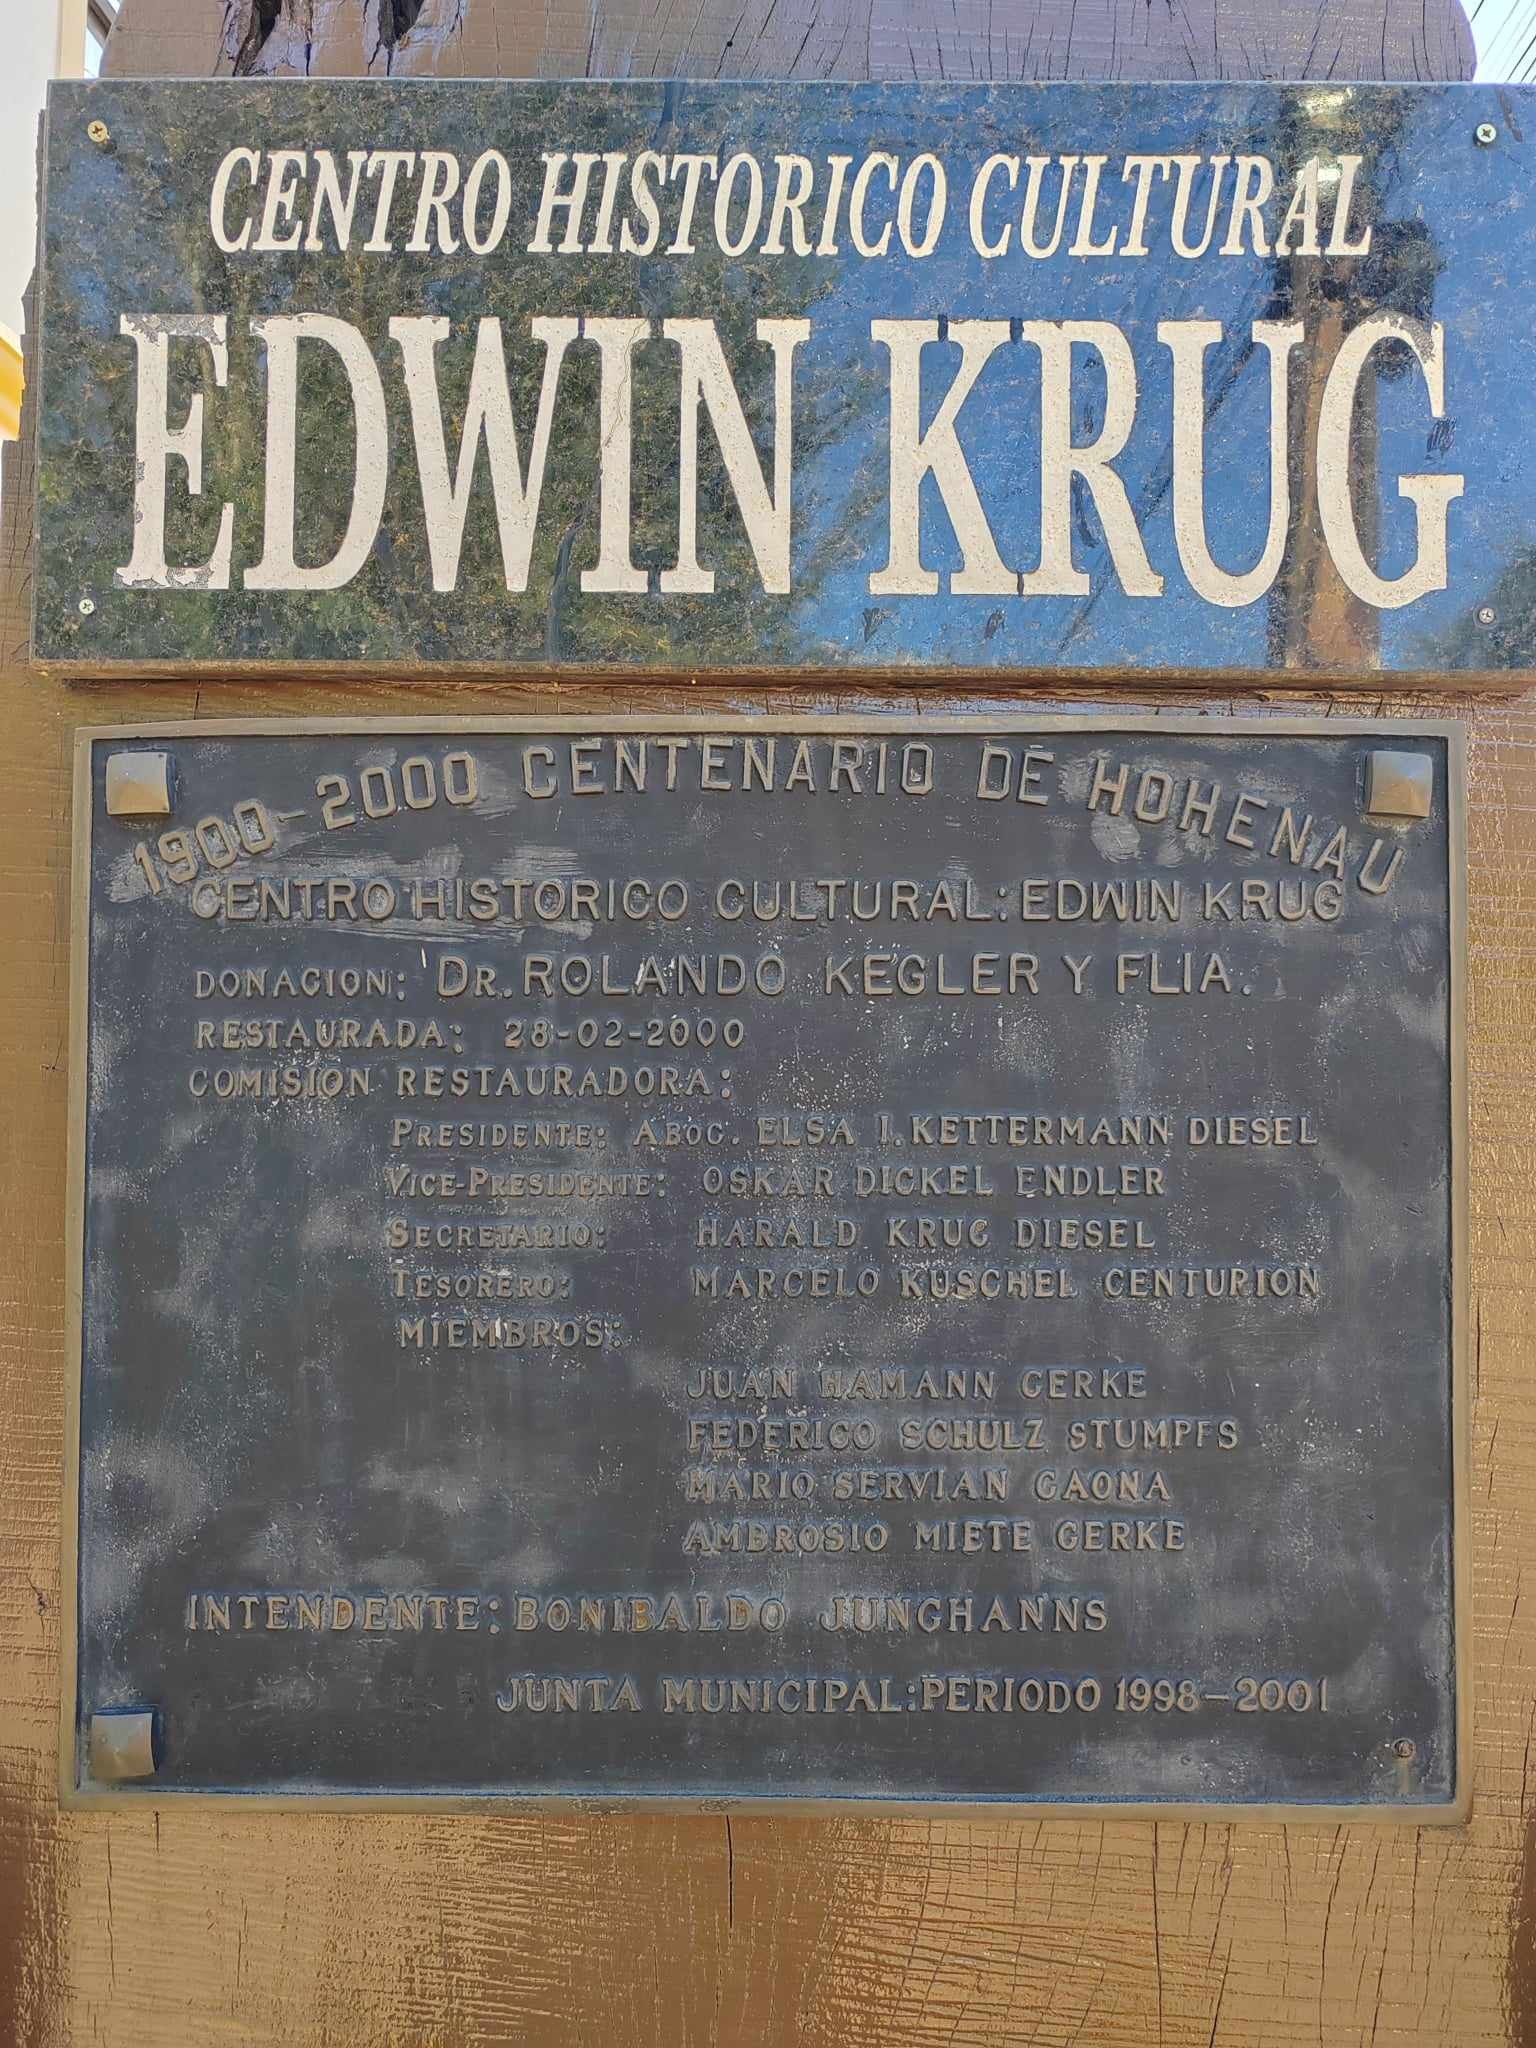 CENTRO HISTORICO CULTURAL
EDWIN KRUG
1900-2000 CENTENARIO DE HOHENAU
CENTRO HISTORICO CULTURAL: EDWIN KRUG
DONACION: DR. ROLANDO KEGLER Y FLIA.
RESTAURADA: 28-02-2000
COMISION RESTAURADORA:
PRESIDENTE: ABOG. ELSA I. KETTERMANN DIESEL
VICE-PRESIDENTE: OSKAR DICKEL ENDLER
SECRETARIO: HARALD KRUG DIESEL
TESORERO: MARCELO KUSCHEL CENTURION
MIEMBROS:
JUAN HAMANN GERKE
FEDERICO SCHULZ STUMPFS
MARIO SERVIAN GAONA
AMBROSIO MIETE GERKE
INTENDENTE: BONIBALDO JUNGHANNS
JUNTA MUNICIPAL: PERIODO 1998-2001